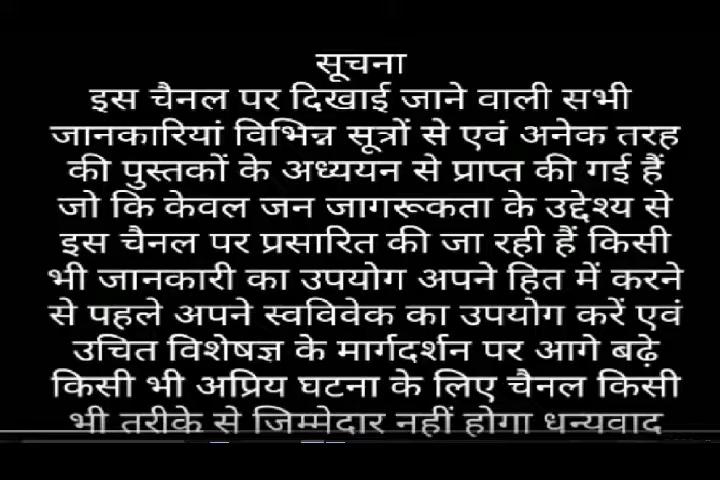 सूचना
इस चैनल पर दिखाई जाने वाली सभी
जानकारियां विभिन्न सूत्रों से एवं अनेक तरह
की पुस्तकों के अध्ययन से प्राप्त की गई हैं
जो कि केवल जन जागरूकता के उद्देश्य से
इस चैनल पर प्रसारित की जा रही हैं किसी
भी जानकारी का उपयोग अपने हित में करने
से पहले अपने स्वविवेक का उपयोग करें एवं
उचित विशेषज्ञ के मार्गदर्शन पर आगे बढ़े
किसी भी अप्रिय घटना के लिए चैनल किसी
भी तरीके से जिम्मेदार नहीं होगा धन्यवाद